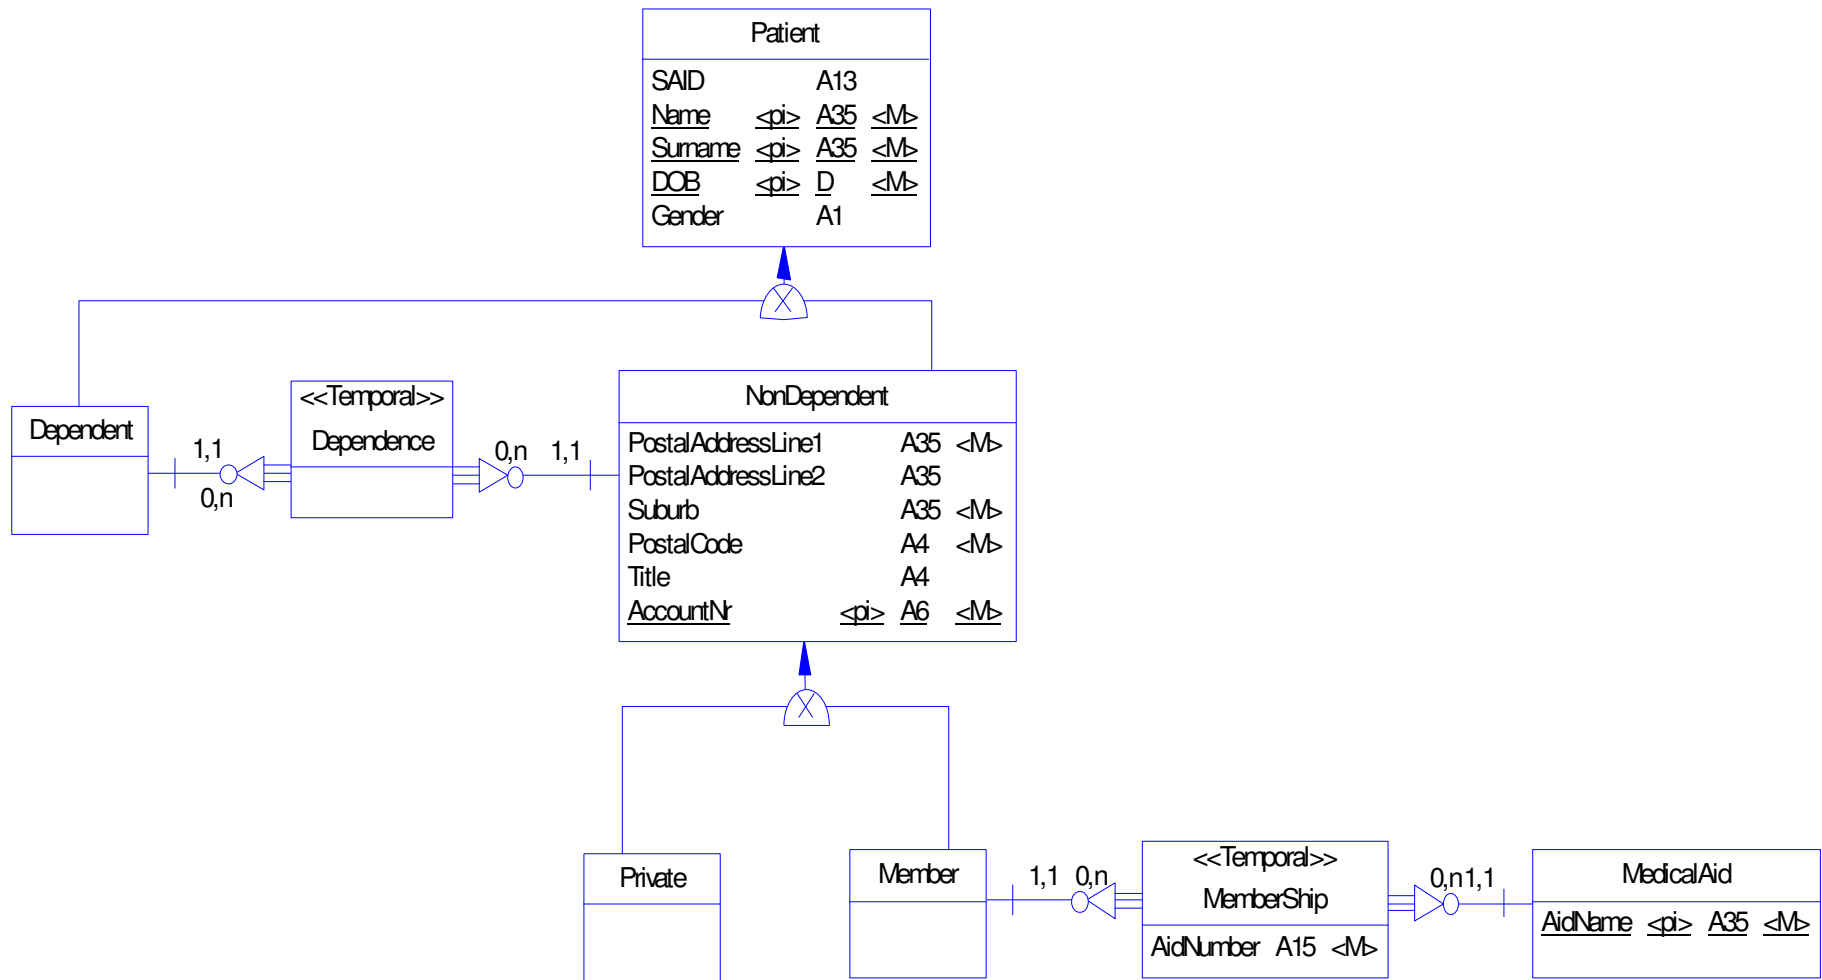 Patient
SAID A13
Name <pi> A35 <M>
Surname <pi> A35 <M>
DOB <pi> D <M>
Gender A1
Dependent
1,1
0,n
<<Temporal>>
Dependence
0,n 1,1
NonDependent
PostalAddressLine1 A35 <M>
PostalAddressLine2 A35
Suburb A35 <M>
PostalCode A4 <M>
Title A4
AccountNr <pi> A6 <M>
Private
Member
1,1 0,n
<<Temporal>>
MemberShip
AidNumber A15 <M>
0,n 1,1
MedicalAid
AidName <pi> A35 <M>